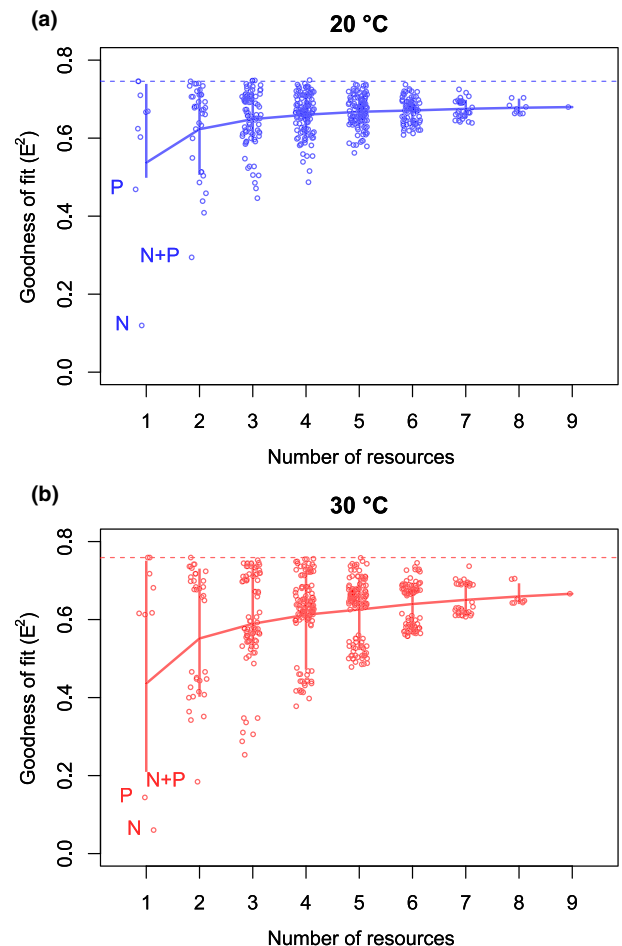 (a)
20 °C
Goodness of fit (E²)
0.8
0.6
0.4
0.2
0.0
P
N+P
N
1 2 3 4 5 6 7 8 9
Number of resources
(b)
30 °C
Goodness of fit (E²)
0.8
0.6
0.4
0.2
0.0
N+P
P
N
1 2 3 4 5 6 7 8 9
Number of resources